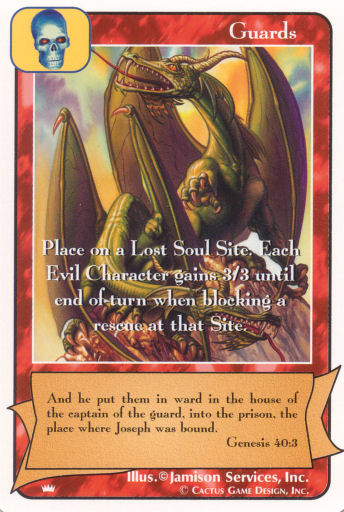 Guards
Place on a Lost Soul Site. Each
Evil Character gains 3/3 until
end of turn when blocking a
rescue at that Site.
And he put them in ward in the house of
the captain of the guard, into the prison, the
place where Joseph was bound.
Genesis 40:3
Illus.©Jamison Services, Inc.
© Cactus Game Design, Inc.